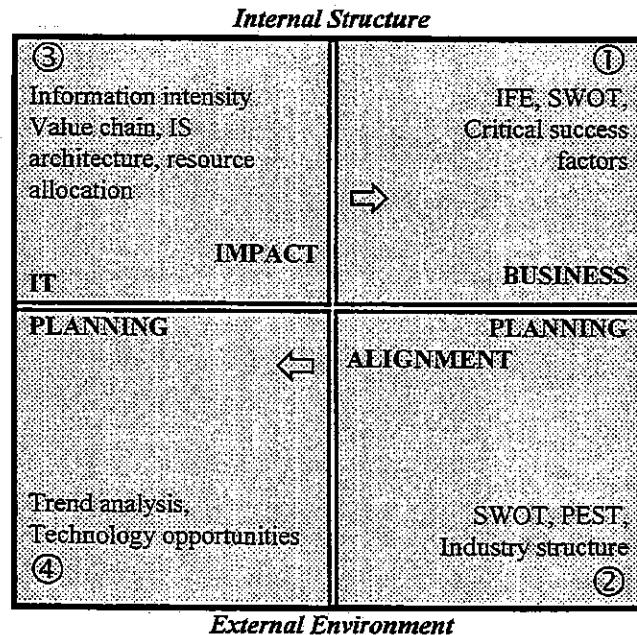 Internal Structure
③
Information intensity
Value chain, IS
architecture, resource
allocation
IMPACT
IT
①
IFE, SWOT,
Critical success
factors
BUSINESS
PLANNING
Trend analysis,
Technology opportunities
④
PLANNING
ALIGNMENT
SWOT, PEST,
Industry structure
②
External Environment